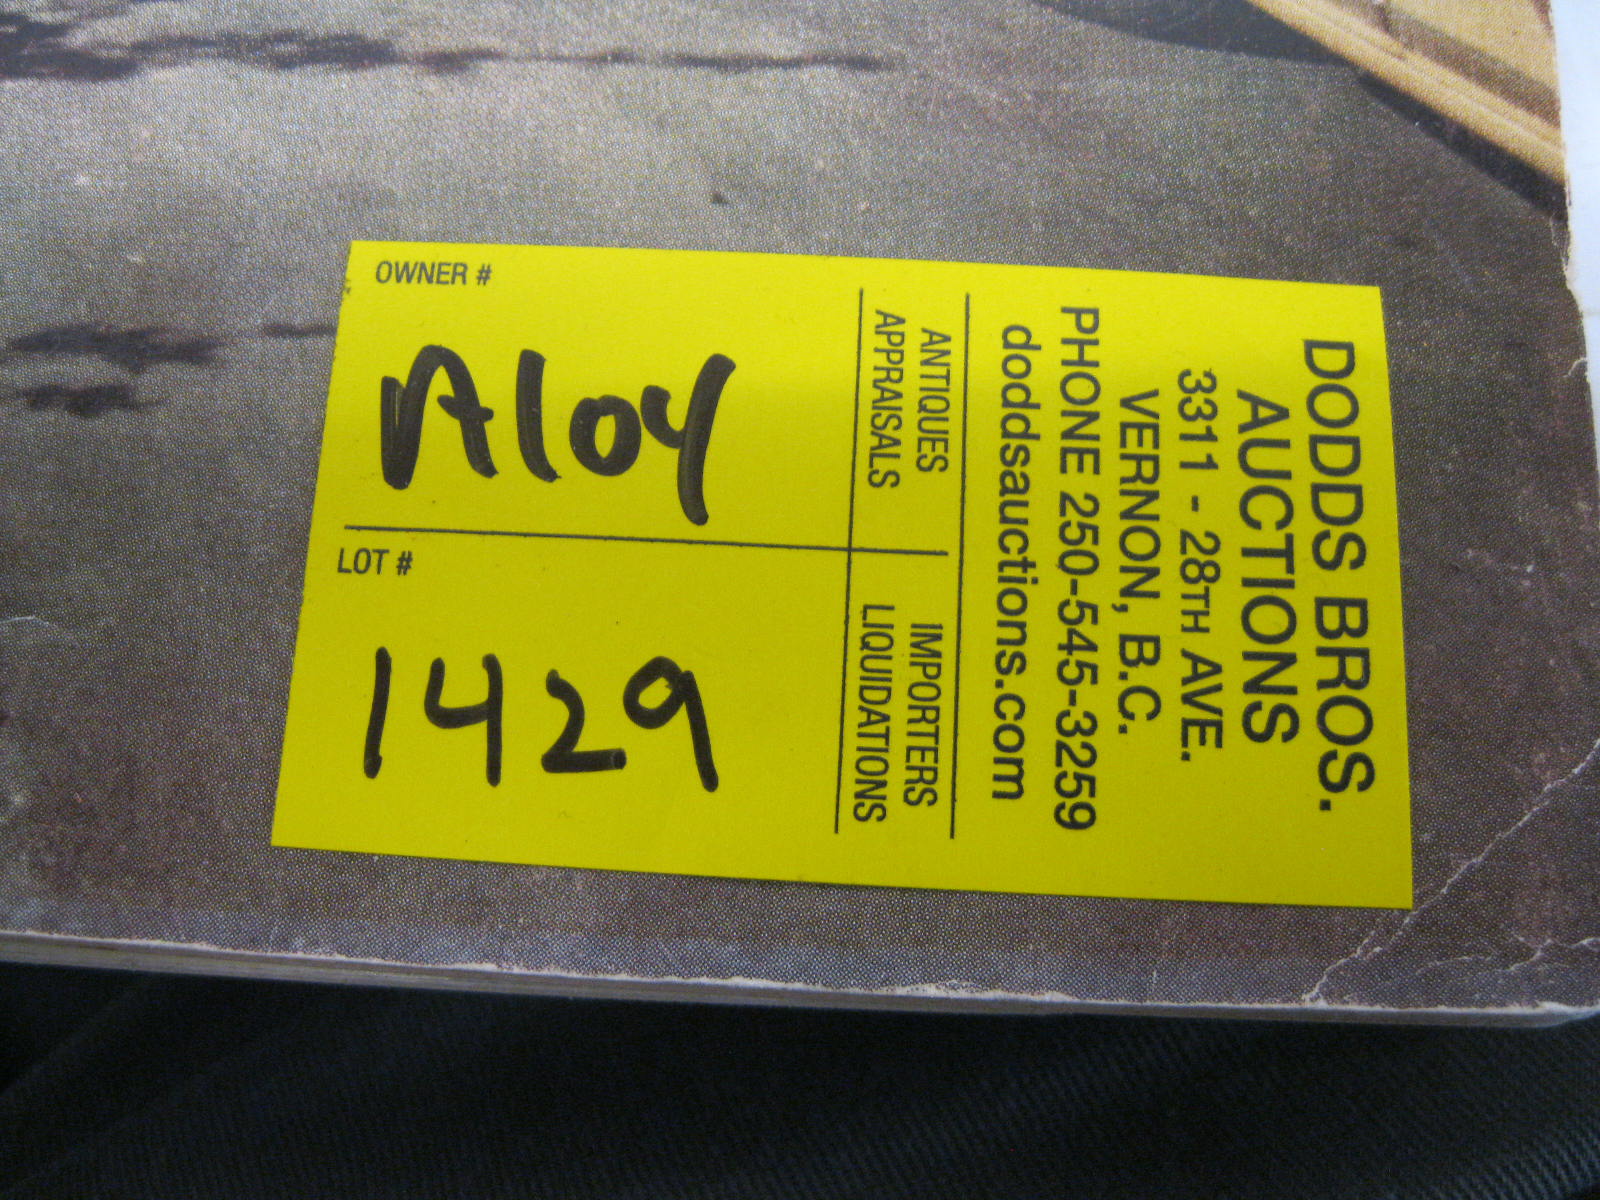 DODDS BROS.
AUCTIONS
3311 - 28TH AVE.
VERNON, B.C.
PHONE 250-545-3259
doddsauctions.com
ANTIQUES
APPRAISALS
IMPORTERS
LIQUIDATIONS
OWNER #
A104
LOT #
1429